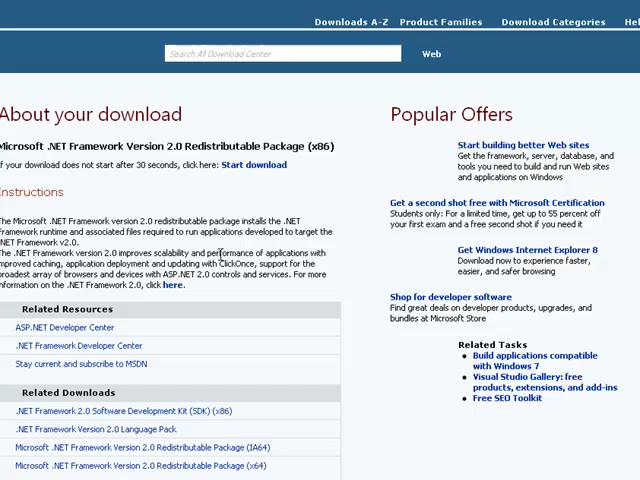 Downloads A-Z Product Families Download Categories
Search All Download Center
Web
About your download
Microsoft .NET Framework Version 2.0 Redistributable Package (x86)
If your download does not start after 30 seconds, click here: Start download
Instructions
The Microsoft .NET Framework version 2.0 redistributable package installs the .NET
Framework runtime and associated files required to run applications developed to target the
.NET Framework v2.0.
The .NET Framework version 2.0 improves scalability and performance of applications with
improved caching, application deployment and updating with ClickOnce, support for the
broadest array of browsers and devices with ASP.NET 2.0 controls and services. For more
information on the .NET Framework 2.0, click here.
Related Resources
ASP.NET Developer Center
.NET Framework Developer Center
Stay current and subscribe to MSDN
Related Downloads
.NET Framework 2.0 Software Development Kit (SDK) (x86)
.NET Framework Version 2.0 Language Pack
Microsoft .NET Framework Version 2.0 Redistributable Package (IA64)
Microsoft .NET Framework Version 2.0 Redistributable Package (x64)
Popular Offers
Start building better Web sites
Get the framework, server, database, and
tools you need to build and run Web sites
and applications on Windows
Get a second shot free with Microsoft Certification
Students only: For a limited time, get up to 55 percent off
your first exam and a free second shot if you need it
Get Windows Internet Explorer 8
Download now to experience faster,
easier, and safer browsing
Shop for developer software
Find great deals on developer products, upgrades, and
bundles at Microsoft Store
Related Tasks
Build applications compatible
with Windows 7
Visual Studio Gallery: free
products, extensions, and add-ins
Free SEO Toolkit